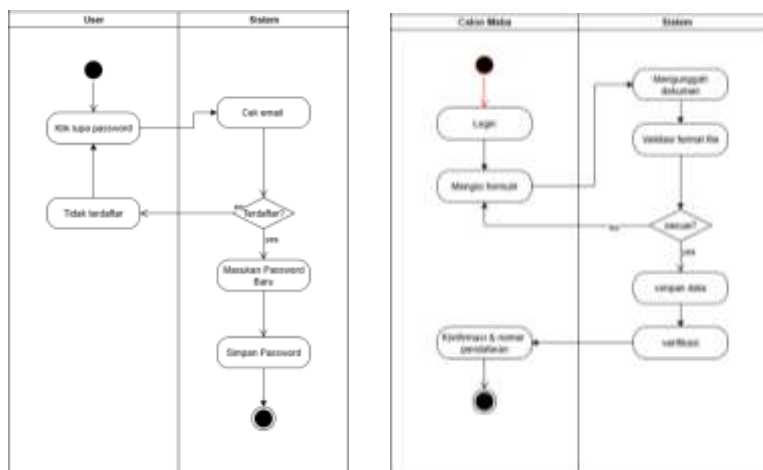 User
Sistem
Klik lupa password
Cek email
Tidak terdaftar
Terdaftar?
yes
Masukan Password
Baru
Simpan Password
Calon Maba
Sistem
Mengunggah
dokumen
Login
Validasi format file
Mengisi formulir
sesuai?
no
yes
simpan data
Konfirmasi & nomor
pendaftaran
verifikasi